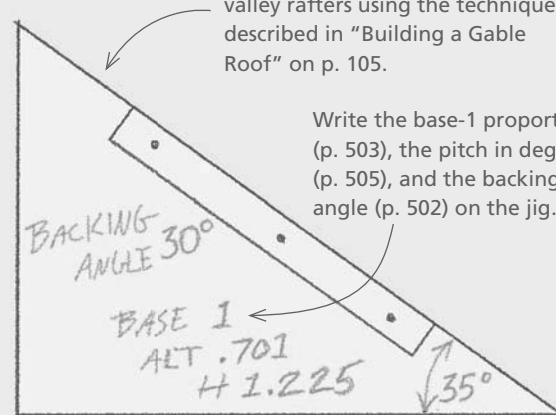 valley rafters using the technique
described in “Building a Gable
Roof” on p. 105.
Write the base-1
(p. 503), the pitch in
(p. 505), and the backing
angle (p. 502) on the jig.
BACKING
ANGLE 30°
BASE 1
ALT .701
H 1.225
35°